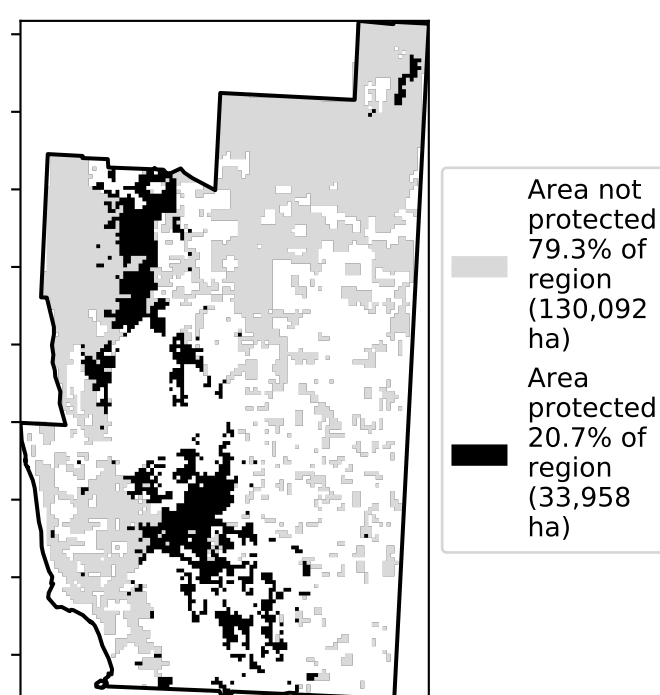 Area not
protected
79.3% of
region
(130,092
ha)
Area
protected
20.7% of
region
(33,958
ha)